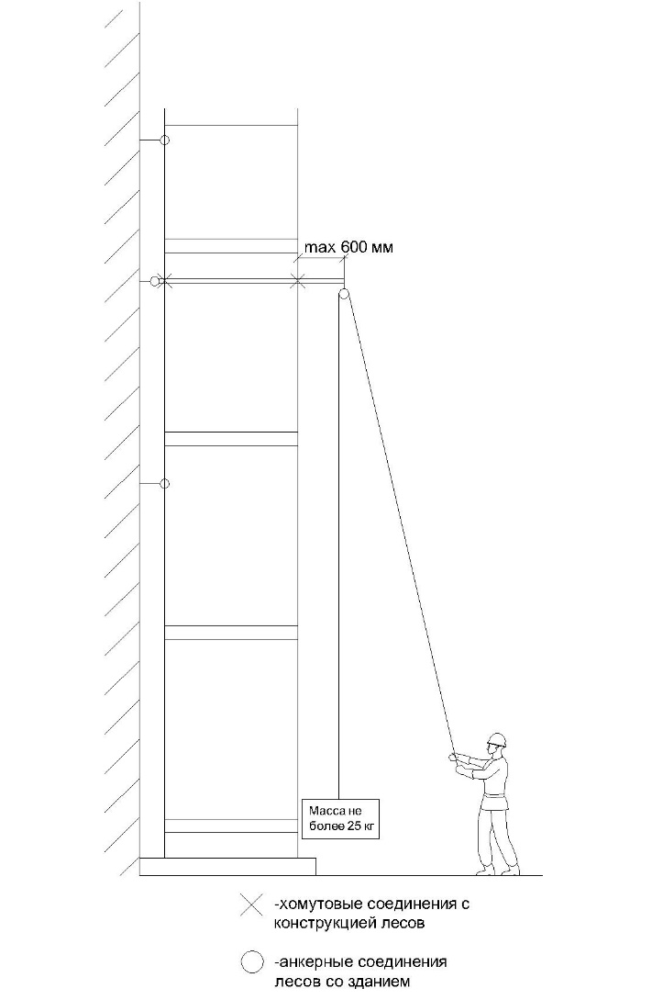 max 600 мм
Масса не
более 25 кг
-хомутовые соединения с
конструкцией лесов
-анкерные соединения
лесов со зданием